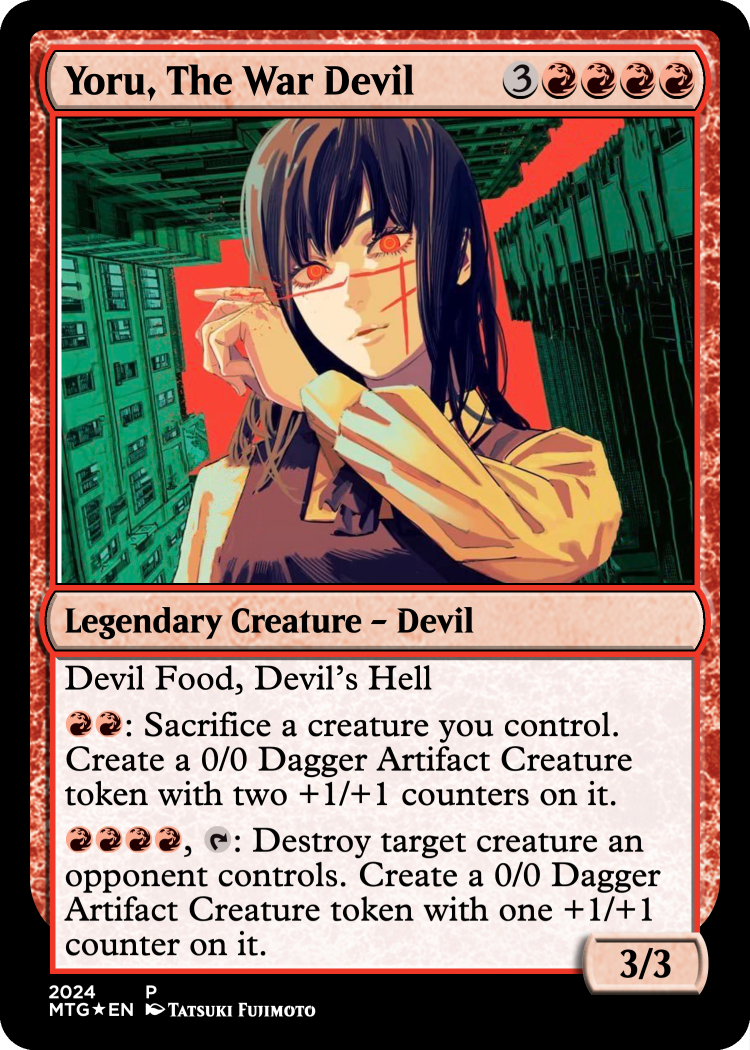 Yoru, The War Devil 3
Legendary Creature – Devil
Devil Food, Devil's Hell
: Sacrifice a creature you control.
Create a 0/0 Dagger Artifact Creature
token with two +1/+1 counters on it.
, : Destroy target creature an
opponent controls. Create a 0/0 Dagger
Artifact Creature token with one +1/+1
counter on it.
3/3
2024 P
MTG★EN Tatsuki Fujimoto